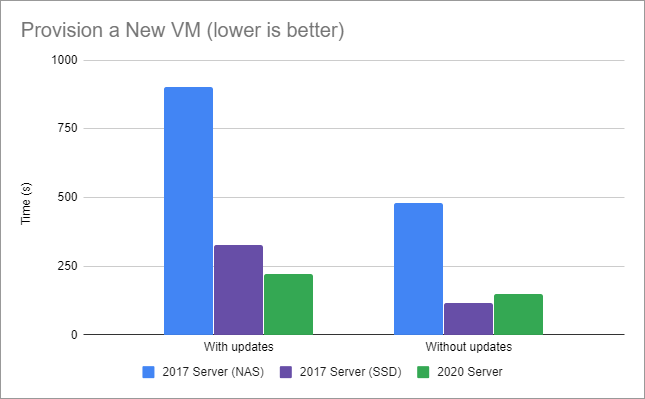 Provision a New VM (lower is better)
1000
750
500
250
0
Time (s)
With updates
Without updates
2017 Server (NAS)
2017 Server (SSD)
2020 Server